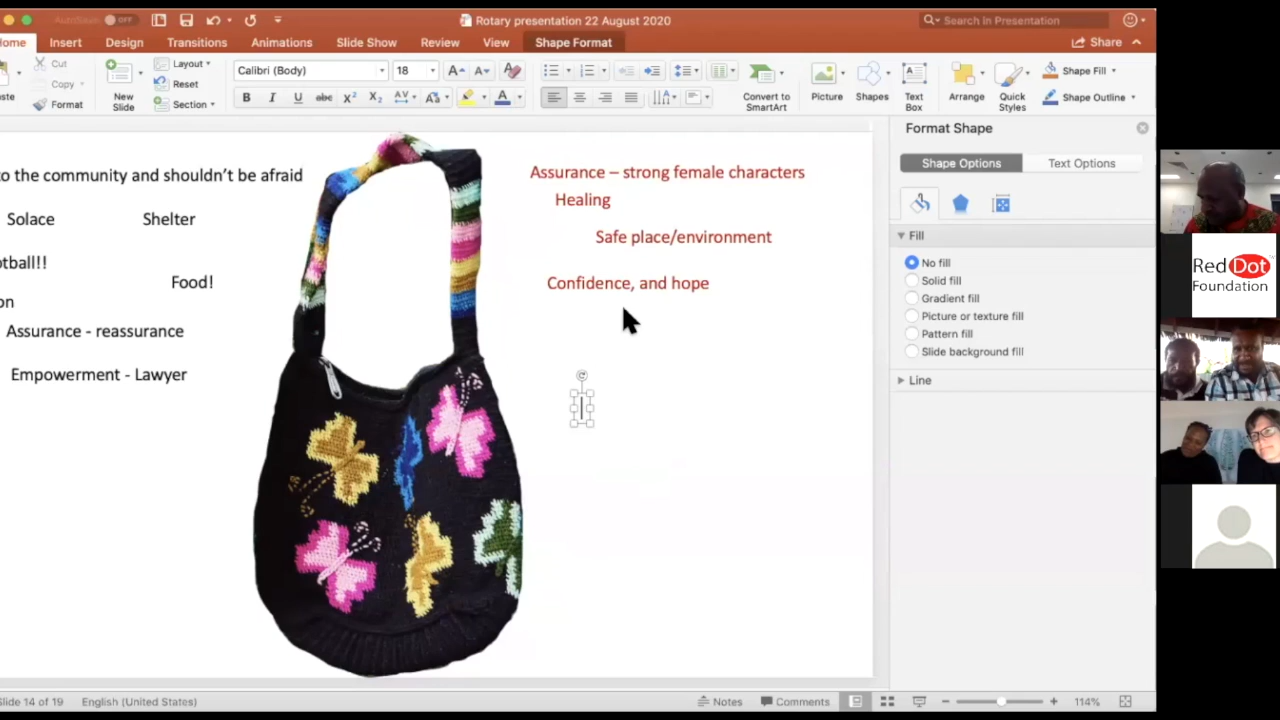 AutoSave OFF
Rotary presentation 22 August 2020
Search In Presentation
Home Insert Design Transitions Animations Slide Show Review View Shape Format
Share
Cut
Copy
Format
New Slide
Layout
Reset
Section
Calibri (Body) 18
Convert to SmartArt
Picture
Shapes
Text Box
Arrange
Quick Styles
Shape Fill
Shape Outline
to the community and shouldn't be afraid
Solace Shelter
otball!!
Food!
on
Assurance - reassurance
Empowerment - Lawyer
Assurance – strong female characters
Healing
Safe place/environment
Confidence, and hope
Format Shape
Shape Options Text Options
Fill
No fill
Solid fill
Gradient fill
Picture or texture fill
Pattern fill
Slide background fill
Line
RedDot
Foundation
Slide 14 of 19 English (United States) Notes Comments 114%